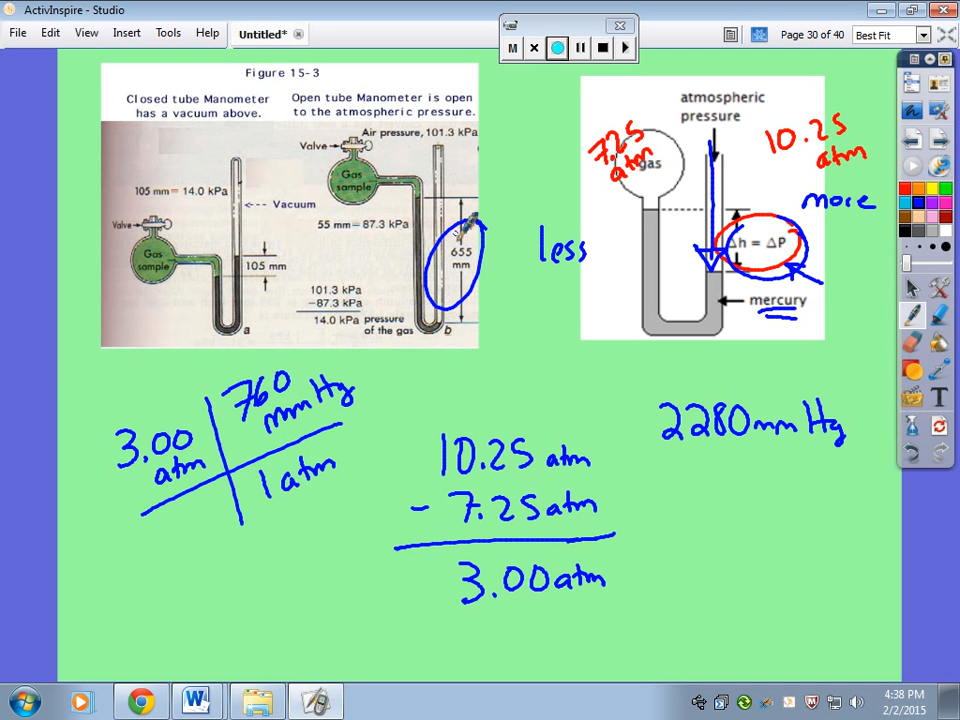 ActivInspire - Studio
File Edit View Insert Tools Help
Untitled*
M
Page 30 of 40
Best Fit
Figure 15-3
Closed tube Manometer
has a vacuum above.
Open tube Manometer is open
to the atmospheric pressure.
Air pressure, 101.3 kPa
Valve
Gas
sample
105 mm = 14.0 kPa
Vacuum
Valve
Gas
sample
105 mm
a
55 mm = 87.3 kPa
655
mm
101.3 kPa
-87.3 kPa
14.0 kPa pressure
of the gas
b
atmospheric
pressure
7.25
atm
gas
10.25
atm
more
less
Δh = ΔP
mercury
3.00
atm
760
mmHg
1 atm
10.25 atm
- 7.25 atm
3.00 atm
2280 mm Hg
T
W
4:38 PM
2/2/2015